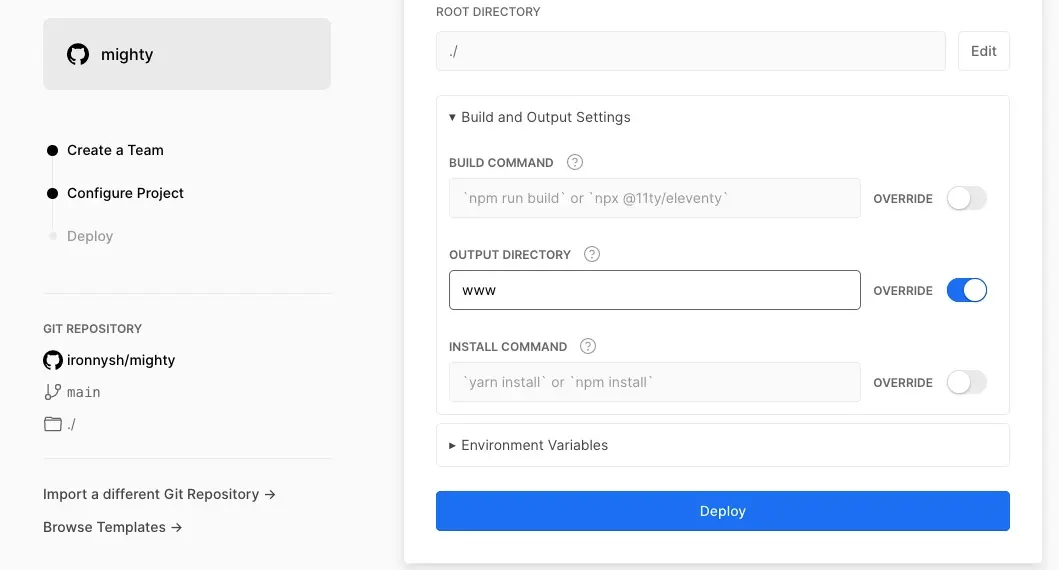 mighty
Create a Team
Configure Project
Deploy
GIT REPOSITORY
ironnysh/mighty
main
./
Import a different Git Repository →
Browse Templates →
ROOT DIRECTORY
./
Edit
▾ Build and Output Settings
BUILD COMMAND ?
`npm run build` or `npx @11ty/eleventy`
OVERRIDE
OUTPUT DIRECTORY ?
www
OVERRIDE
INSTALL COMMAND ?
`yarn install` or `npm install`
OVERRIDE
▸ Environment Variables
Deploy